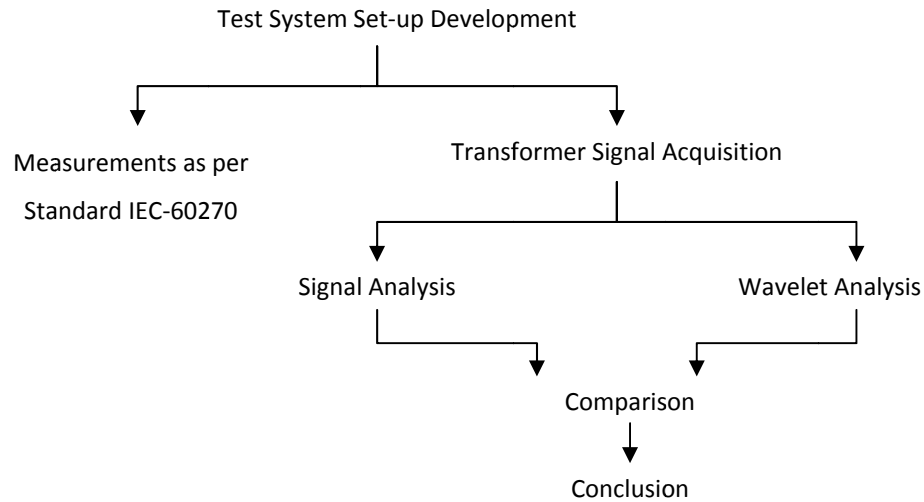 Test System Set-up Development
Measurements as per
Standard IEC-60270
Transformer Signal Acquisition
Signal Analysis
Wavelet Analysis
Comparison
Conclusion